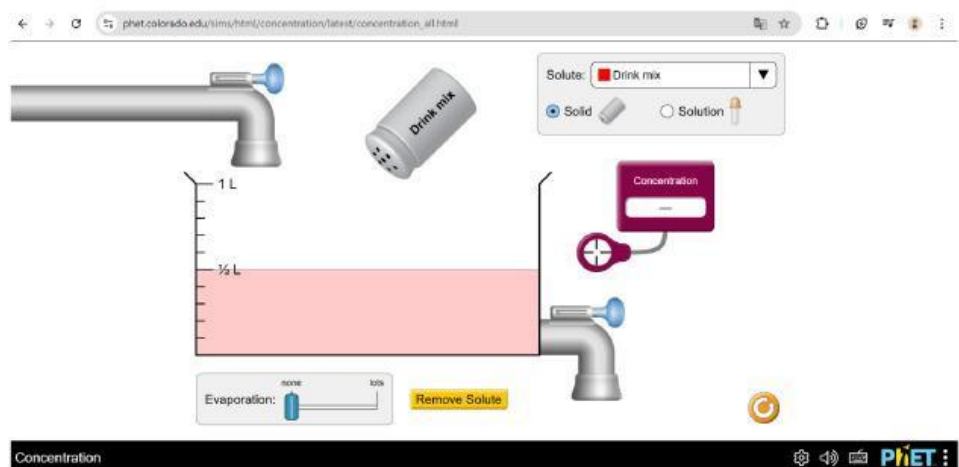 phet.colorado.edu/sims/html/concentration/latest/concentration_all.html
Solute: Drink mix
Solid
Solution
Drink mix
Concentration
—
1 L
½ L
none
lots
Evaporation:
Remove Solute
Concentration
PhET